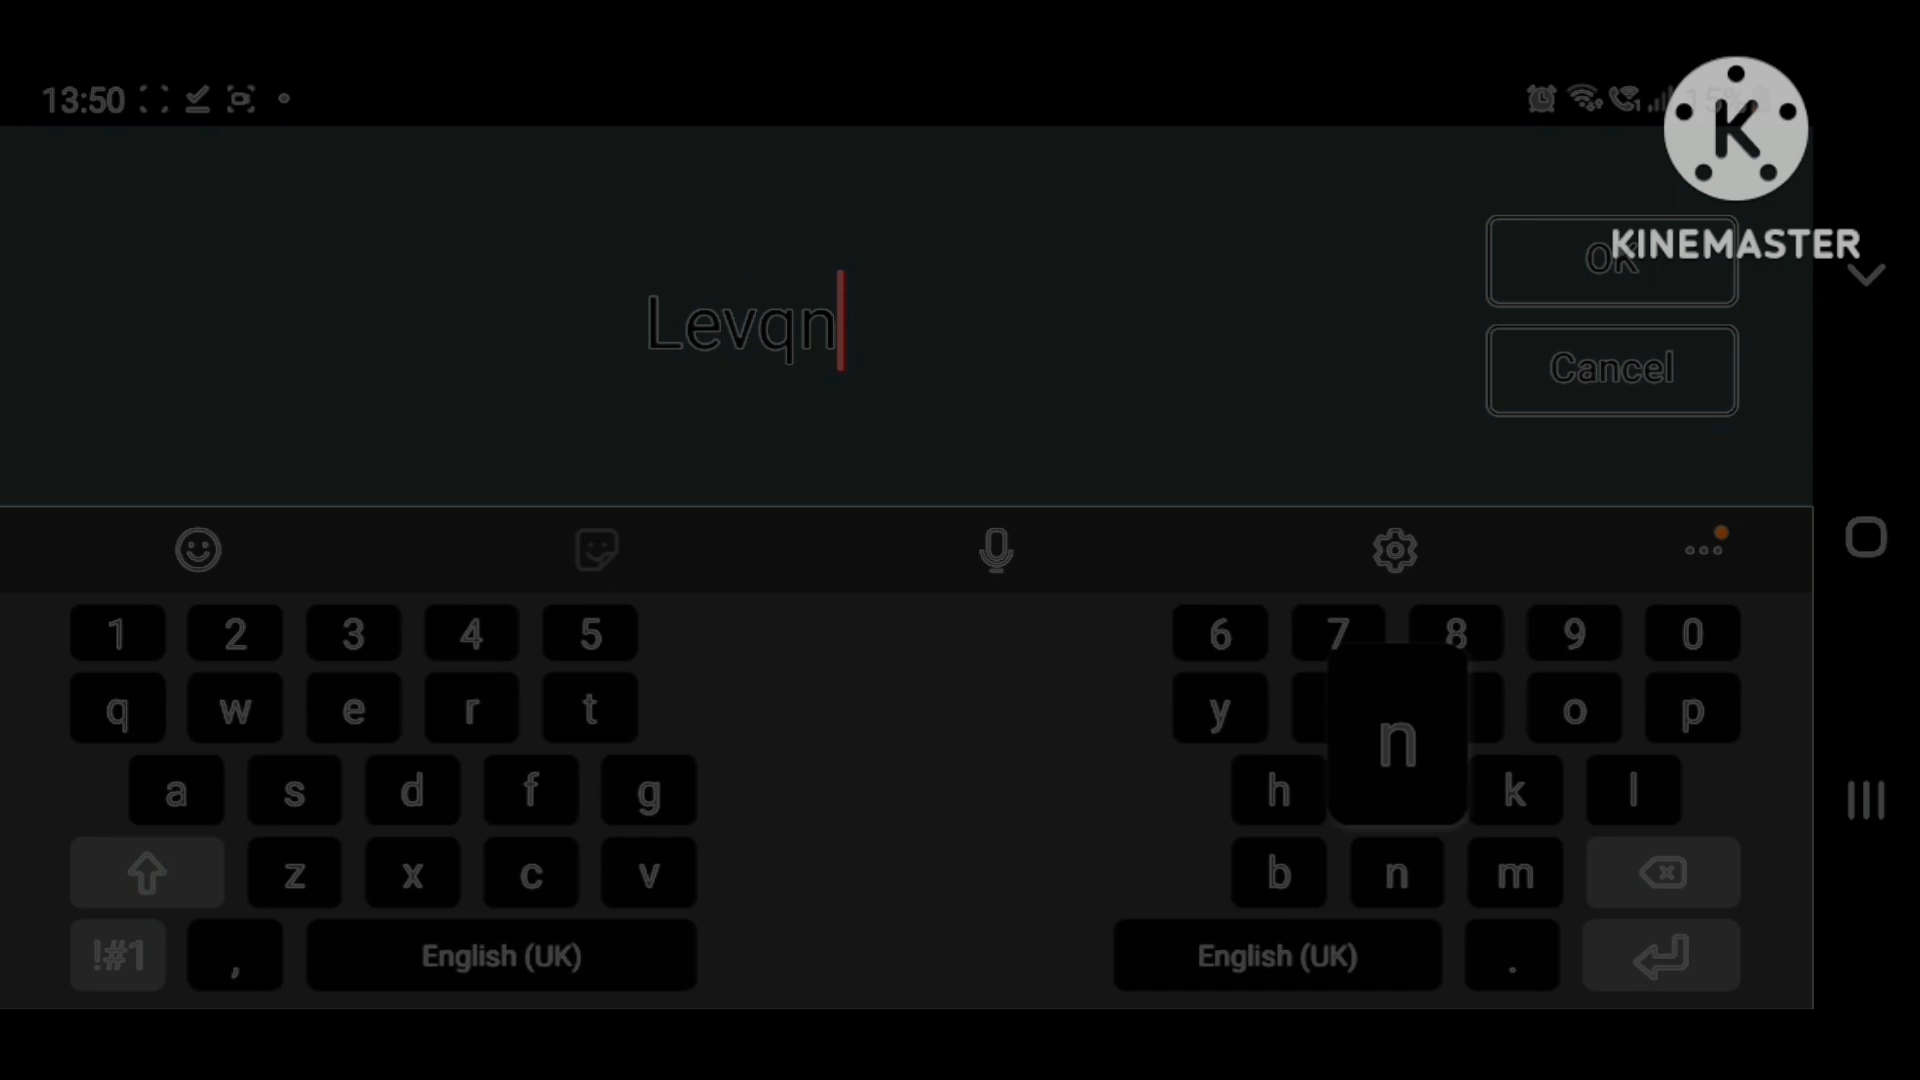 13:50
K
KINEMASTER
OK
Levqn
Cancel
1 2 3 4 5 6 7 8 9 0
q w e r t y o p
n
a s d f g h k l
z x c v b n m
!#1 , English (UK) English (UK) .